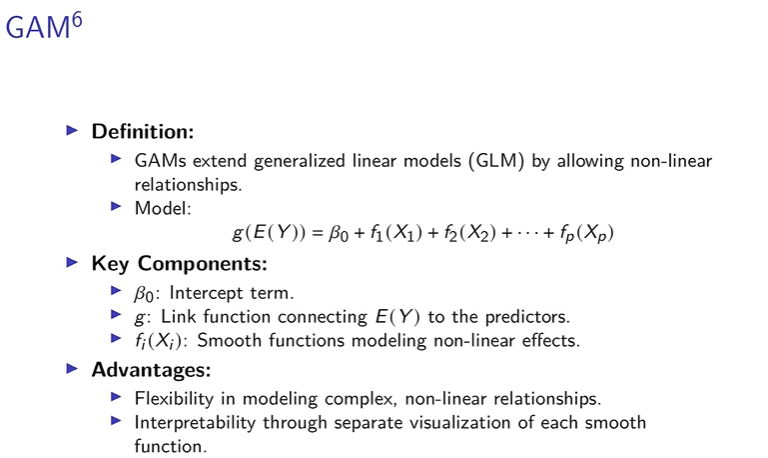 GAM⁶
▶ Definition:
▶ GAMs extend generalized linear models (GLM) by allowing non-linear
relationships.
▶ Model:
g(E(Y)) = β₀ + f₁(X₁) + f₂(X₂) + ··· + fₚ(Xₚ)
▶ Key Components:
▶ β₀: Intercept term.
▶ g: Link function connecting E(Y) to the predictors.
▶ fᵢ(Xᵢ): Smooth functions modeling non-linear effects.
▶ Advantages:
▶ Flexibility in modeling complex, non-linear relationships.
▶ Interpretability through separate visualization of each smooth
function.